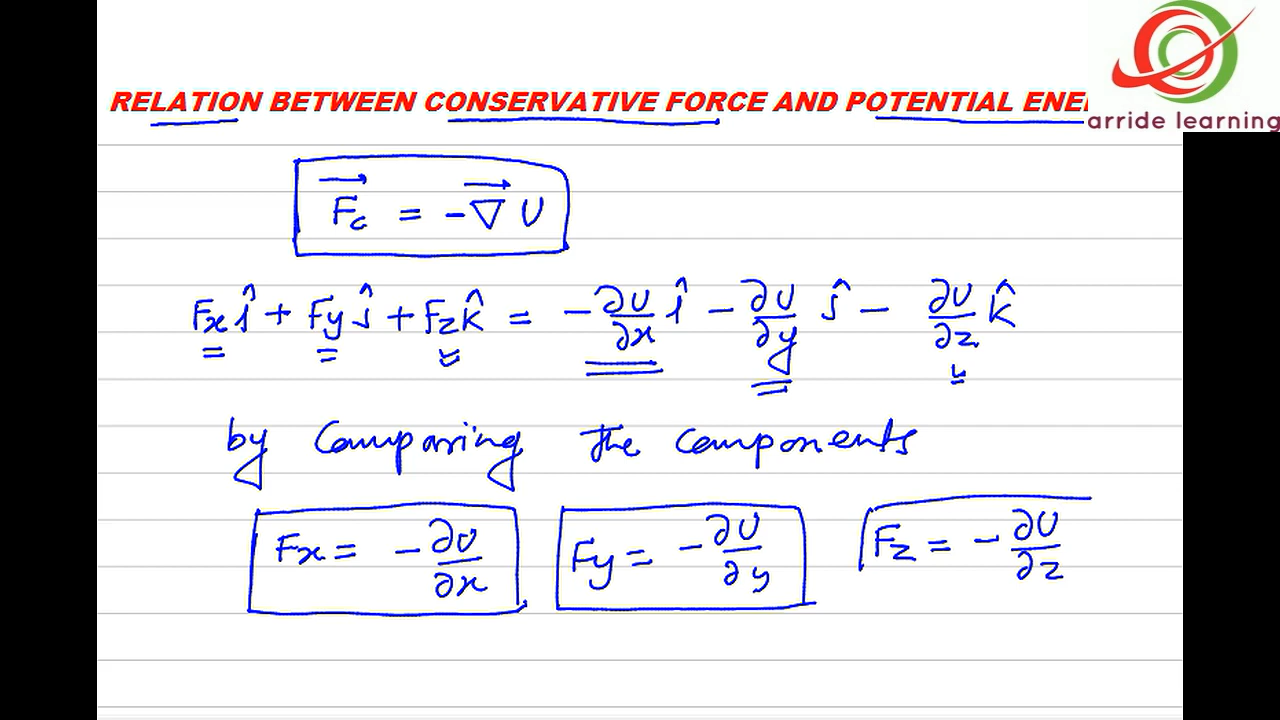 RELATION BETWEEN CONSERVATIVE FORCE AND POTENTIAL ENE
arride learning
F⃗c = -∇⃗ U
Fx î + Fy ĵ + Fz k̂ = - ∂U/∂x î - ∂U/∂y ĵ - ∂U/∂z k̂
by Comparing the components
Fx = - ∂U/∂x Fy = - ∂U/∂y Fz = - ∂U/∂z